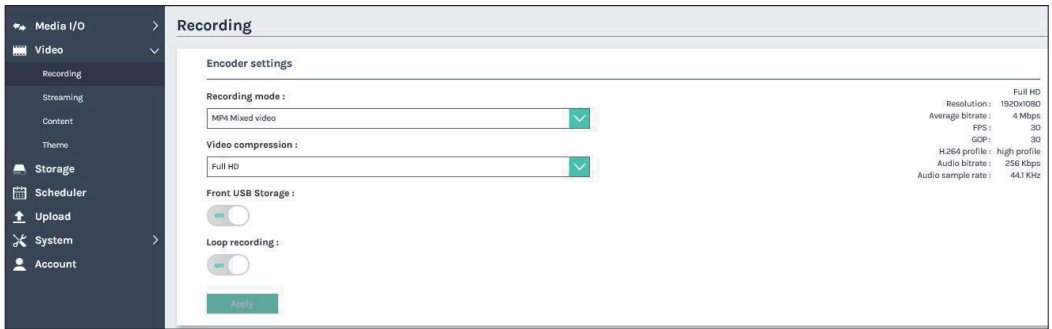 Media I/O
Video
Recording
Streaming
Content
Theme
Storage
Scheduler
Upload
System
Account
Recording
Encoder settings
Recording mode :
MP4 Mixed video
Video compression :
Full HD
Front USB Storage :
on
Loop recording :
on
Apply
Full HD
Resolution : 1920x1080
Average bitrate : 4 Mbps
FPS : 30
GOP : 30
H.264 profile : high profile
Audio bitrate : 256 Kbps
Audio sample rate : 44.1 KHz